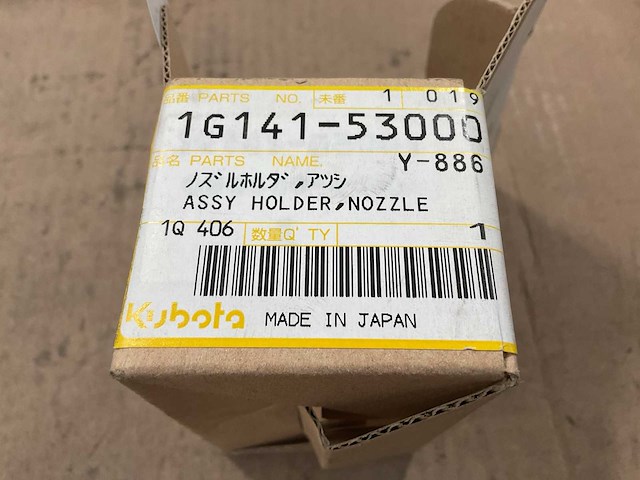 品番 PARTS NO. 末番 1 019
1G141-53000
品名 PARTS NAME. Y-886
ノズルホルダ,アツシ
ASSY HOLDER,NOZZLE
1Q 406 数量Q'TY 1
Kubota MADE IN JAPAN